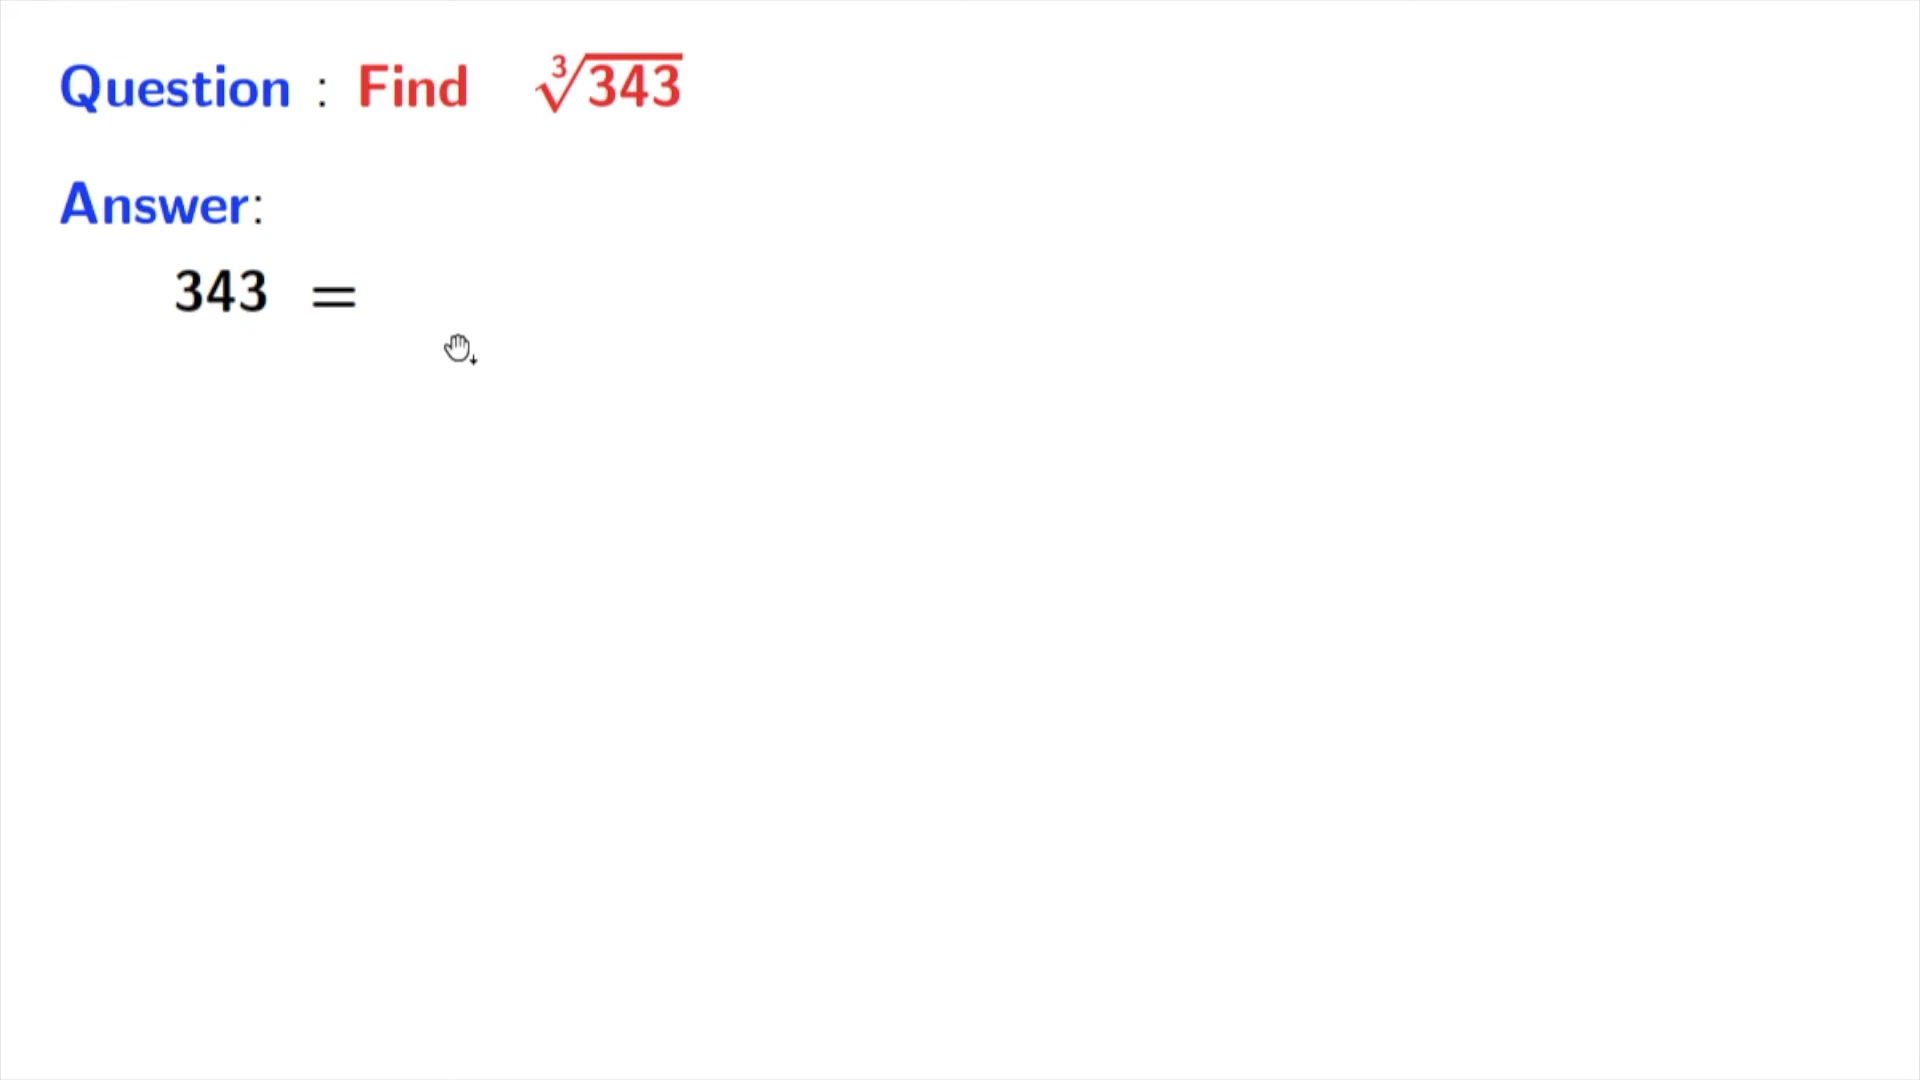 Question : Find ∛343
Answer:
343 =